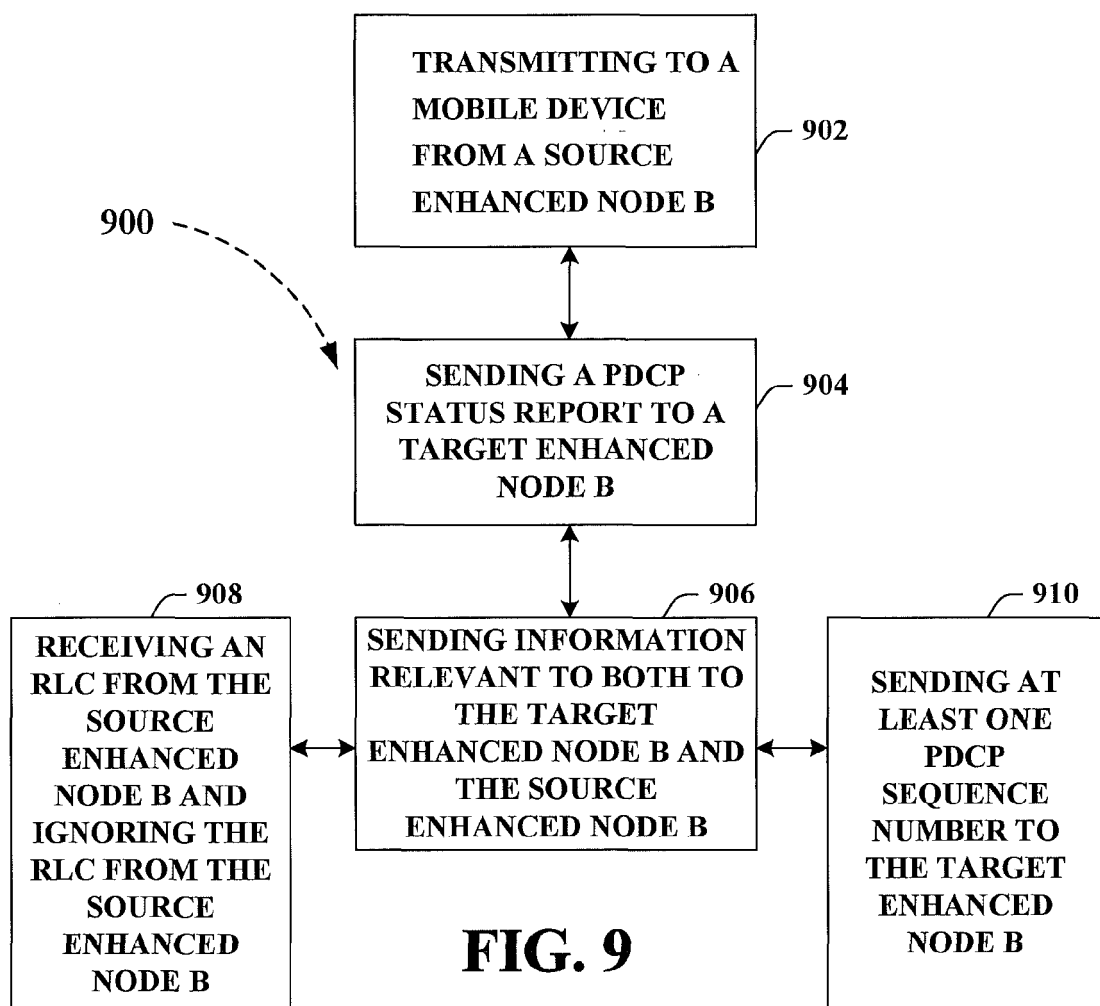 TRANSMITTING TO A
MOBILE DEVICE
FROM A SOURCE
ENHANCED NODE B
902
900
SENDING A PDCP
STATUS REPORT TO A
TARGET ENHANCED
NODE B
904
908
RECEIVING AN
RLC FROM THE
SOURCE
ENHANCED
NODE B AND
IGNORING THE
RLC FROM THE
SOURCE
ENHANCED
NODE B
906
SENDING INFORMATION
RELEVANT TO BOTH TO
THE TARGET
ENHANCED NODE B AND
THE SOURCE
ENHANCED NODE B
910
SENDING AT
LEAST ONE
PDCP
SEQUENCE
NUMBER TO
THE TARGET
ENHANCED
NODE B
FIG. 9